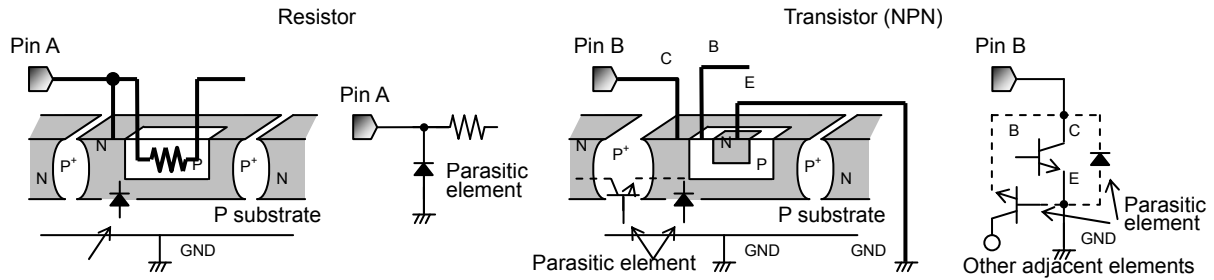 Resistor
Transistor (NPN)
Pin A
Pin B
C
B
E
Pin B
Pin A
N
P+
N
P
P+
N
Parasitic
element
P substrate
GND
N
P+
N
P
P+
N
P substrate
GND
Parasitic element
B
C
E
Parasitic
element
GND
Other adjacent elements